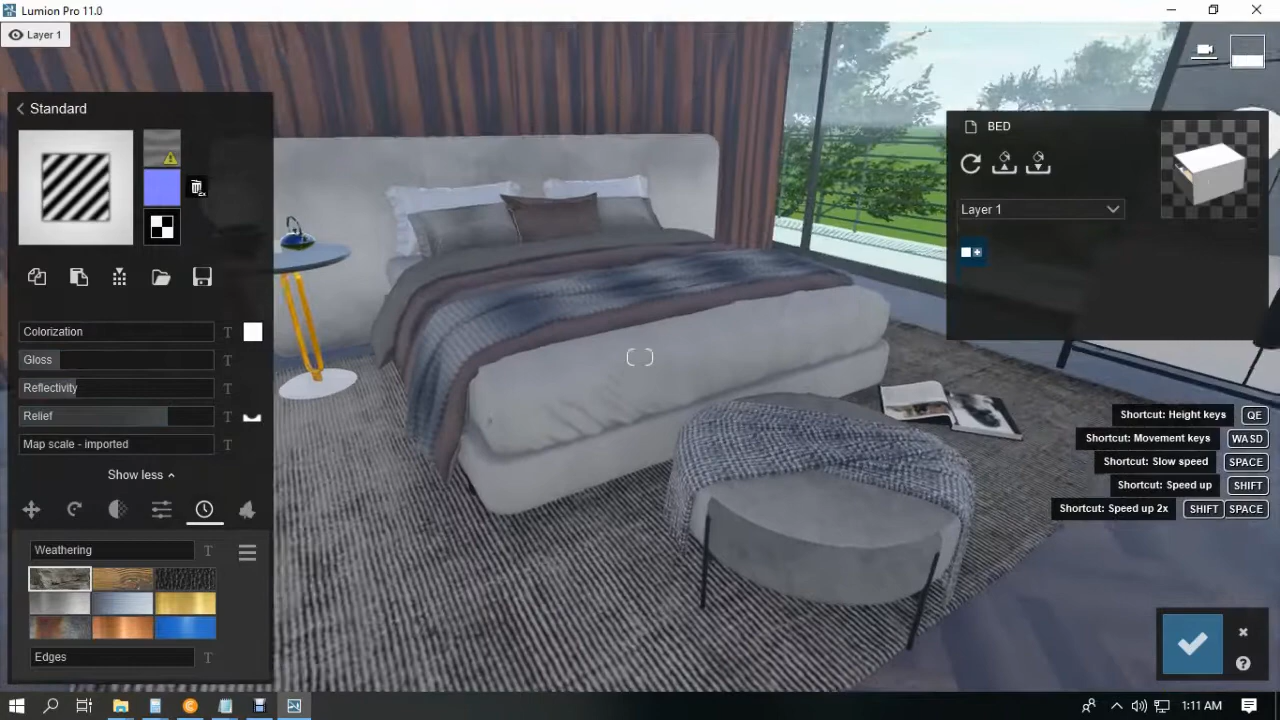 Lumion Pro 11.0
Layer 1
Standard
BED
Layer 1
Colorization T
Gloss T
Reflectivity T
Relief T
Map scale - imported T
Show less
Shortcut: Height keys QE
Shortcut: Movement keys WASD
Shortcut: Slow speed SPACE
Shortcut: Speed up SHIFT
Shortcut: Speed up 2x SHIFT SPACE
Weathering T
Edges T
1:11 AM